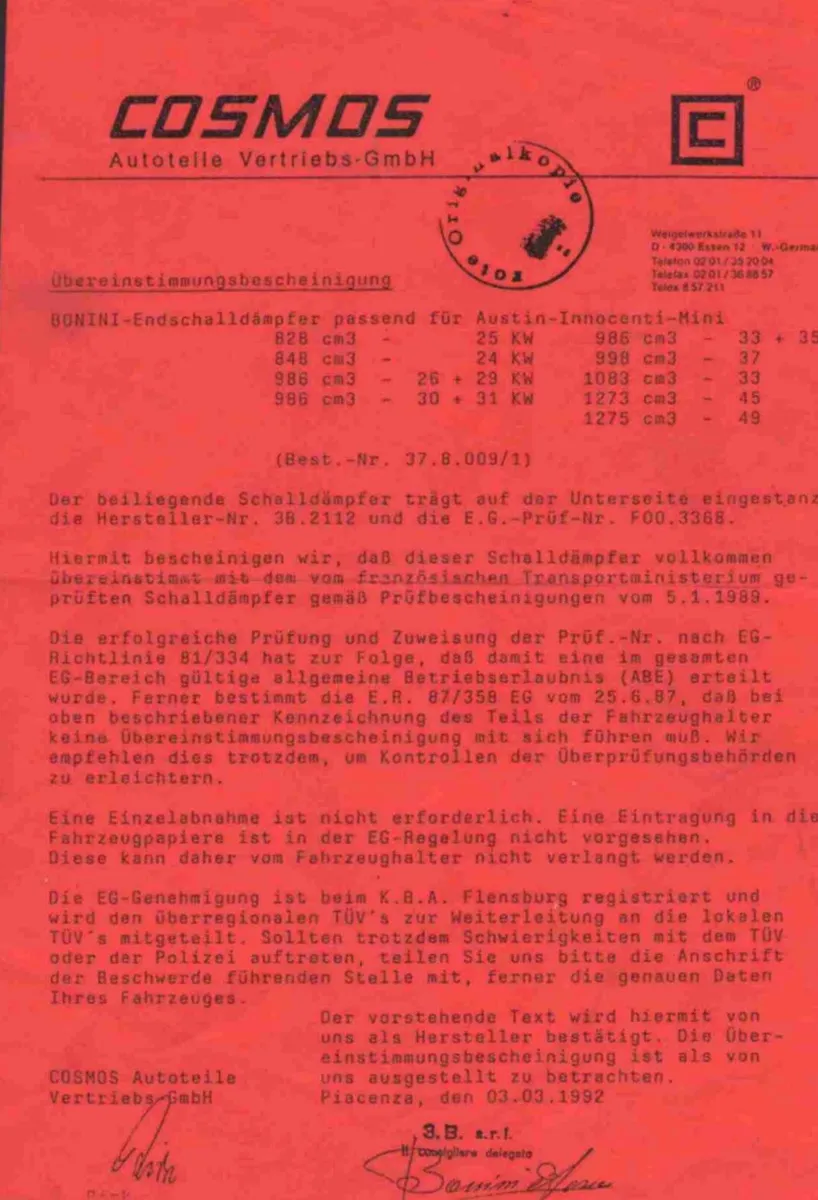 COSMOS
Autoteile Vertriebs-GmbH
®
rote Originalkopie
Weigelwerkstraße 11
D - 4300 Essen 12 W.-Germa
Telefon 02 01 / 35 20 04
Telefax 02 01 / 36 88 57
Telex 8 57 211
Übereinstimmungsbescheinigung
BONINI-Endschalldämpfer passend für Austin-Innocenti-Mini
828 cm3 - 25 KW 986 cm3 - 33 + 35
848 cm3 - 24 KW 998 cm3 - 37
986 cm3 - 26 + 29 KW 1083 cm3 - 33
986 cm3 - 30 + 31 KW 1273 cm3 - 45
1275 cm3 - 49
(Best.-Nr. 37.8.009/1)
Der beiliegende Schalldämpfer trägt auf der Unterseite eingestanz
die Hersteller-Nr. 38.2112 und die E.G.-Prüf-Nr. FOO.3368.
Hiermit bescheinigen wir, daß dieser Schalldämpfer vollkommen
übereinstimmt mit dem vom französischen Transportministerium ge-
prüften Schalldämpfer gemäß Prüfbescheinigungen vom 5.1.1989.
Die erfolgreiche Prüfung und Zuweisung der Prüf.-Nr. nach EG-
Richtlinie 81/334 hat zur Folge, daß damit eine im gesamten
EG-Bereich gültige allgemeine Betriebserlaubnis (ABE) erteilt
wurde. Ferner bestimmt die E.R. 87/358 EG vom 25.6.87, daß bei
oben beschriebener Kennzeichnung des Teils der Fahrzeughalter
keine Übereinstimmungsbescheinigung mit sich führen muß. Wir
empfehlen dies trotzdem, um Kontrollen der Überprüfungsbehörden
zu erleichtern.
Eine Einzelabnahme ist nicht erforderlich. Eine Eintragung in die
Fahrzeugpapiere ist in der EG-Regelung nicht vorgesehen.
Diese kann daher vom Fahrzeughalter nicht verlangt werden.
Die EG-Genehmigung ist beim K.B.A. Flensburg registriert und
wird den überregionalen TÜV's zur Weiterleitung an die lokalen
TÜV's mitgeteilt. Sollten trotzdem Schwierigkeiten mit dem TÜV
oder der Polizei auftreten, teilen Sie uns bitte die Anschrift
der Beschwerde führenden Stelle mit, ferner die genauen Daten
Ihres Fahrzeuges.
Der vorstehende Text wird hiermit von
uns als Hersteller bestätigt. Die Über-
einstimmungsbescheinigung ist als von
COSMOS Autoteile uns ausgestellt zu betrachten.
Vertriebs-GmbH Piacenza, den 03.03.1992
3.B. s.r.l.
Il consigliere delegato
Bonini